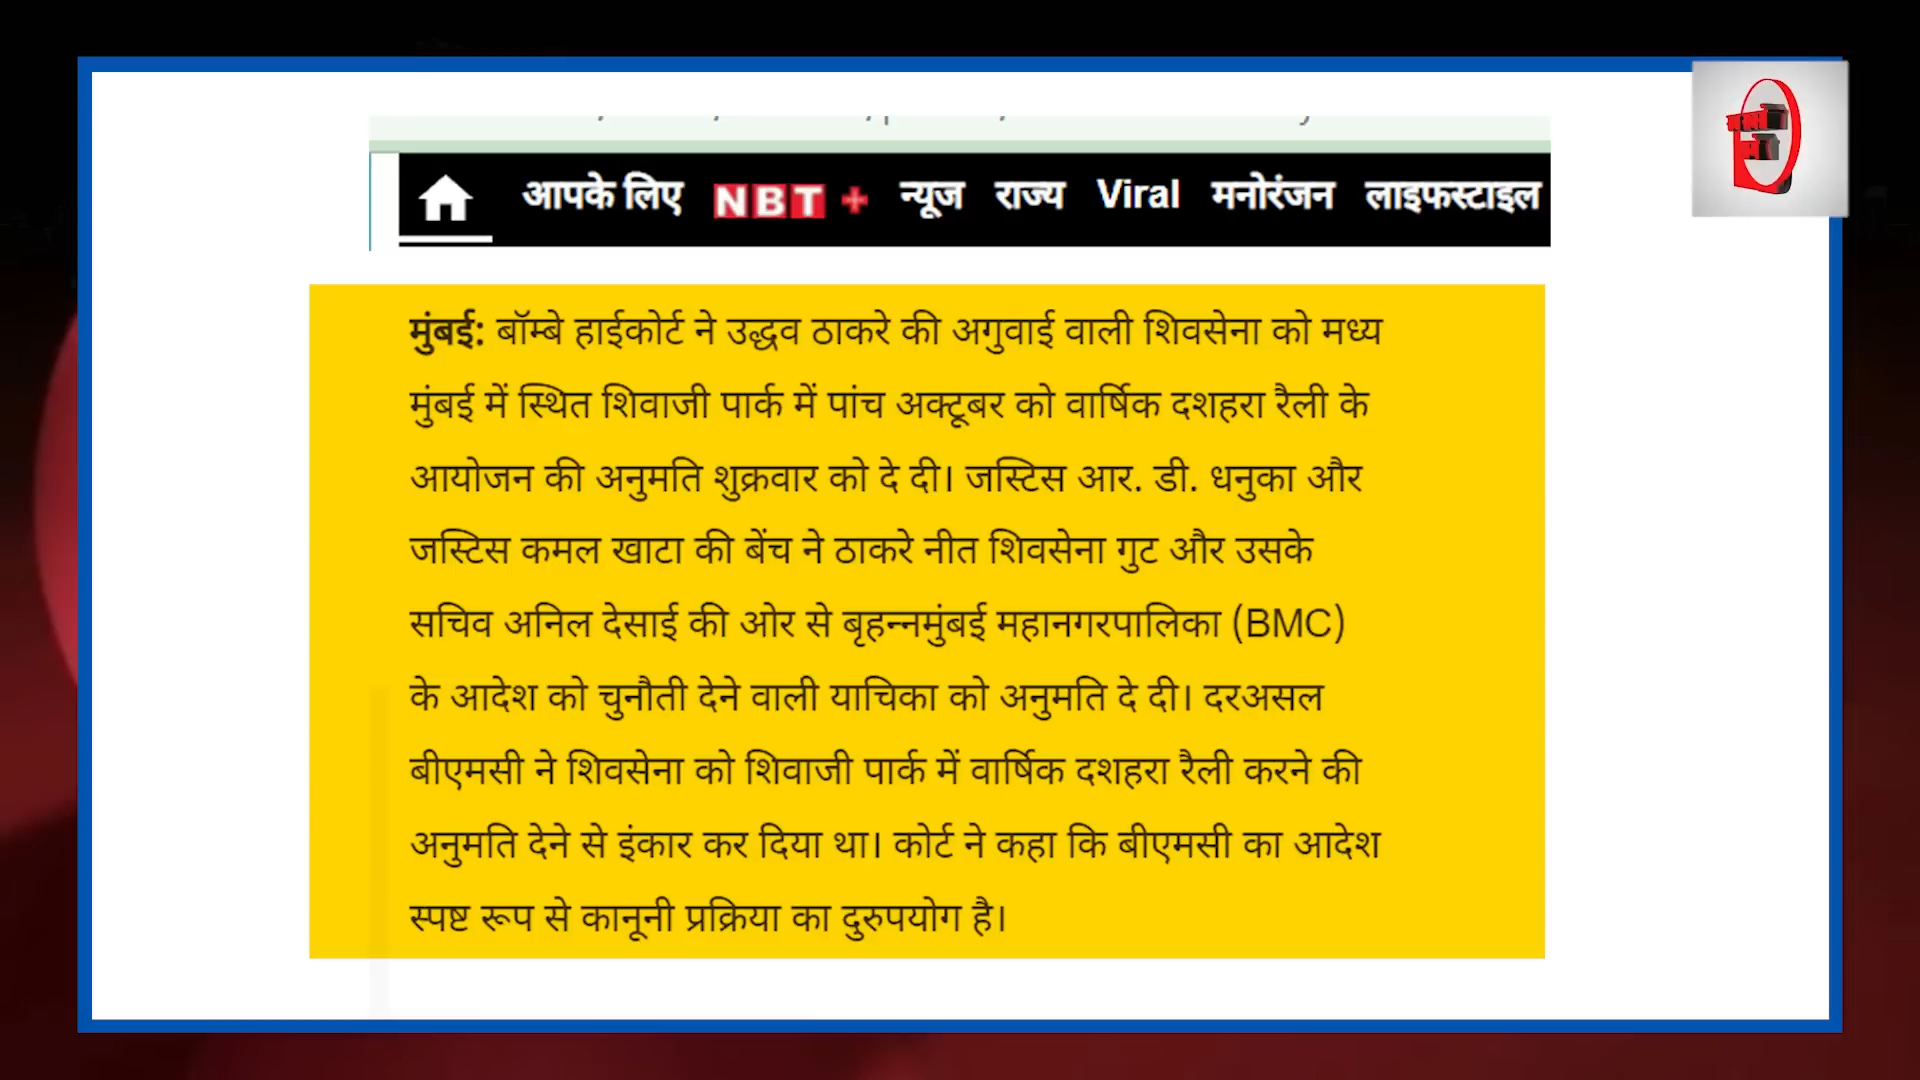 आपके लिए NBT + न्यूज राज्य Viral मनोरंजन लाइफस्टाइल
मुंबई: बॉम्बे हाईकोर्ट ने उद्धव ठाकरे की अगुवाई वाली शिवसेना को मध्य
मुंबई में स्थित शिवाजी पार्क में पांच अक्टूबर को वार्षिक दशहरा रैली के
आयोजन की अनुमति शुक्रवार को दे दी। जस्टिस आर. डी. धनुका और
जस्टिस कमल खाटा की बेंच ने ठाकरे नीत शिवसेना गुट और उसके
सचिव अनिल देसाई की ओर से बृहन्नमुंबई महानगरपालिका (BMC)
के आदेश को चुनौती देने वाली याचिका को अनुमति दे दी। दरअसल
बीएमसी ने शिवसेना को शिवाजी पार्क में वार्षिक दशहरा रैली करने की
अनुमति देने से इंकार कर दिया था। कोर्ट ने कहा कि बीएमसी का आदेश
स्पष्ट रूप से कानूनी प्रक्रिया का दुरुपयोग है।